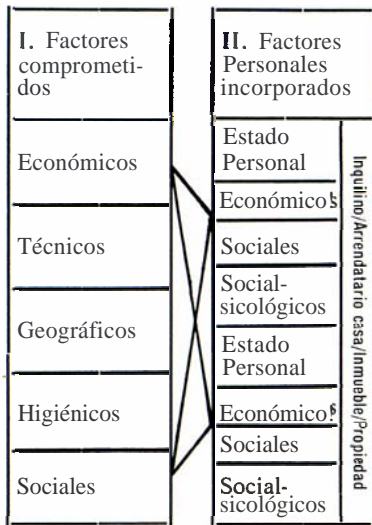 I. Factores
comprometi-
dos
Económicos
Técnicos
Geográficos
Higiénicos
Sociales
II. Factores
Personales
incorporados
Estado
Personal
Económicos
Sociales
Social-
sicológicos
Estado
Personal
Económicos
Sociales
Social-
sicológicos
Inquilino/Arrendatario casa/Inmueble/Propiedad